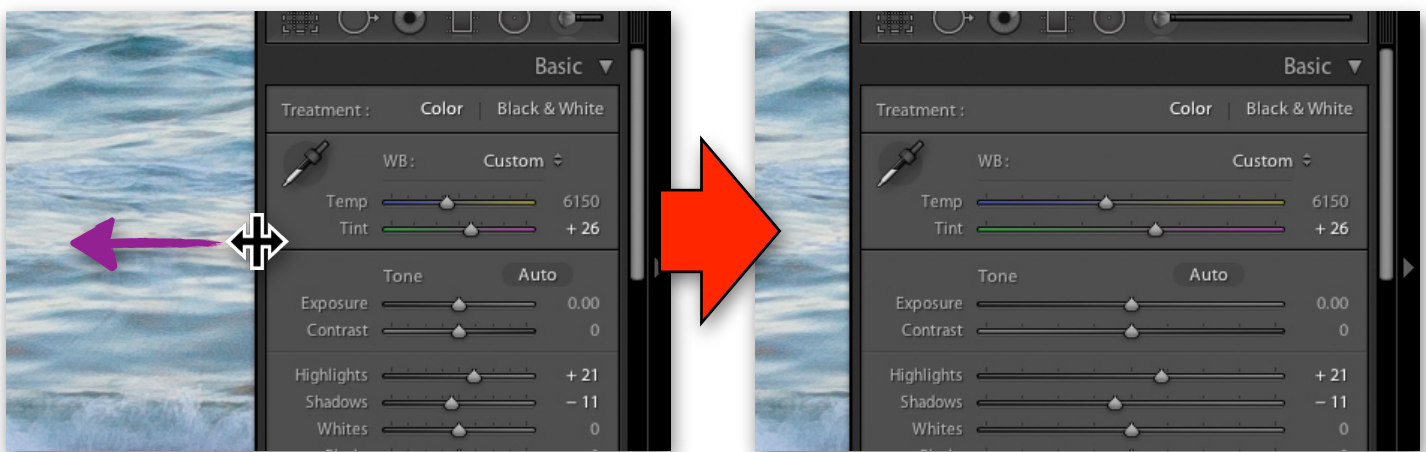 Basic ▼
Treatment : Color | Black & White
WB: Custom
Temp 6150
Tint + 26
Tone Auto
Exposure 0.00
Contrast 0
Highlights + 21
Shadows – 11
Whites 0
Basic ▼
Treatment : Color | Black & White
WB: Custom
Temp 6150
Tint + 26
Tone Auto
Exposure 0.00
Contrast 0
Highlights + 21
Shadows – 11
Whites 0